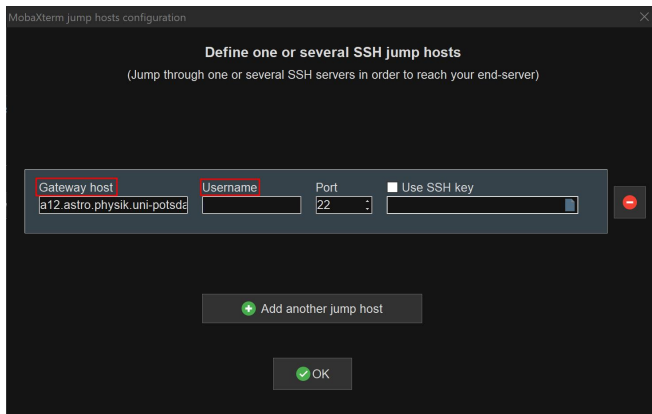 MobaXterm jump hosts configuration
Define one or several SSH jump hosts
(Jump through one or several SSH servers in order to reach your end-server)
Gateway host Username Port Use SSH key
a12.astro.physik.uni-potsda 22
Add another jump host
OK